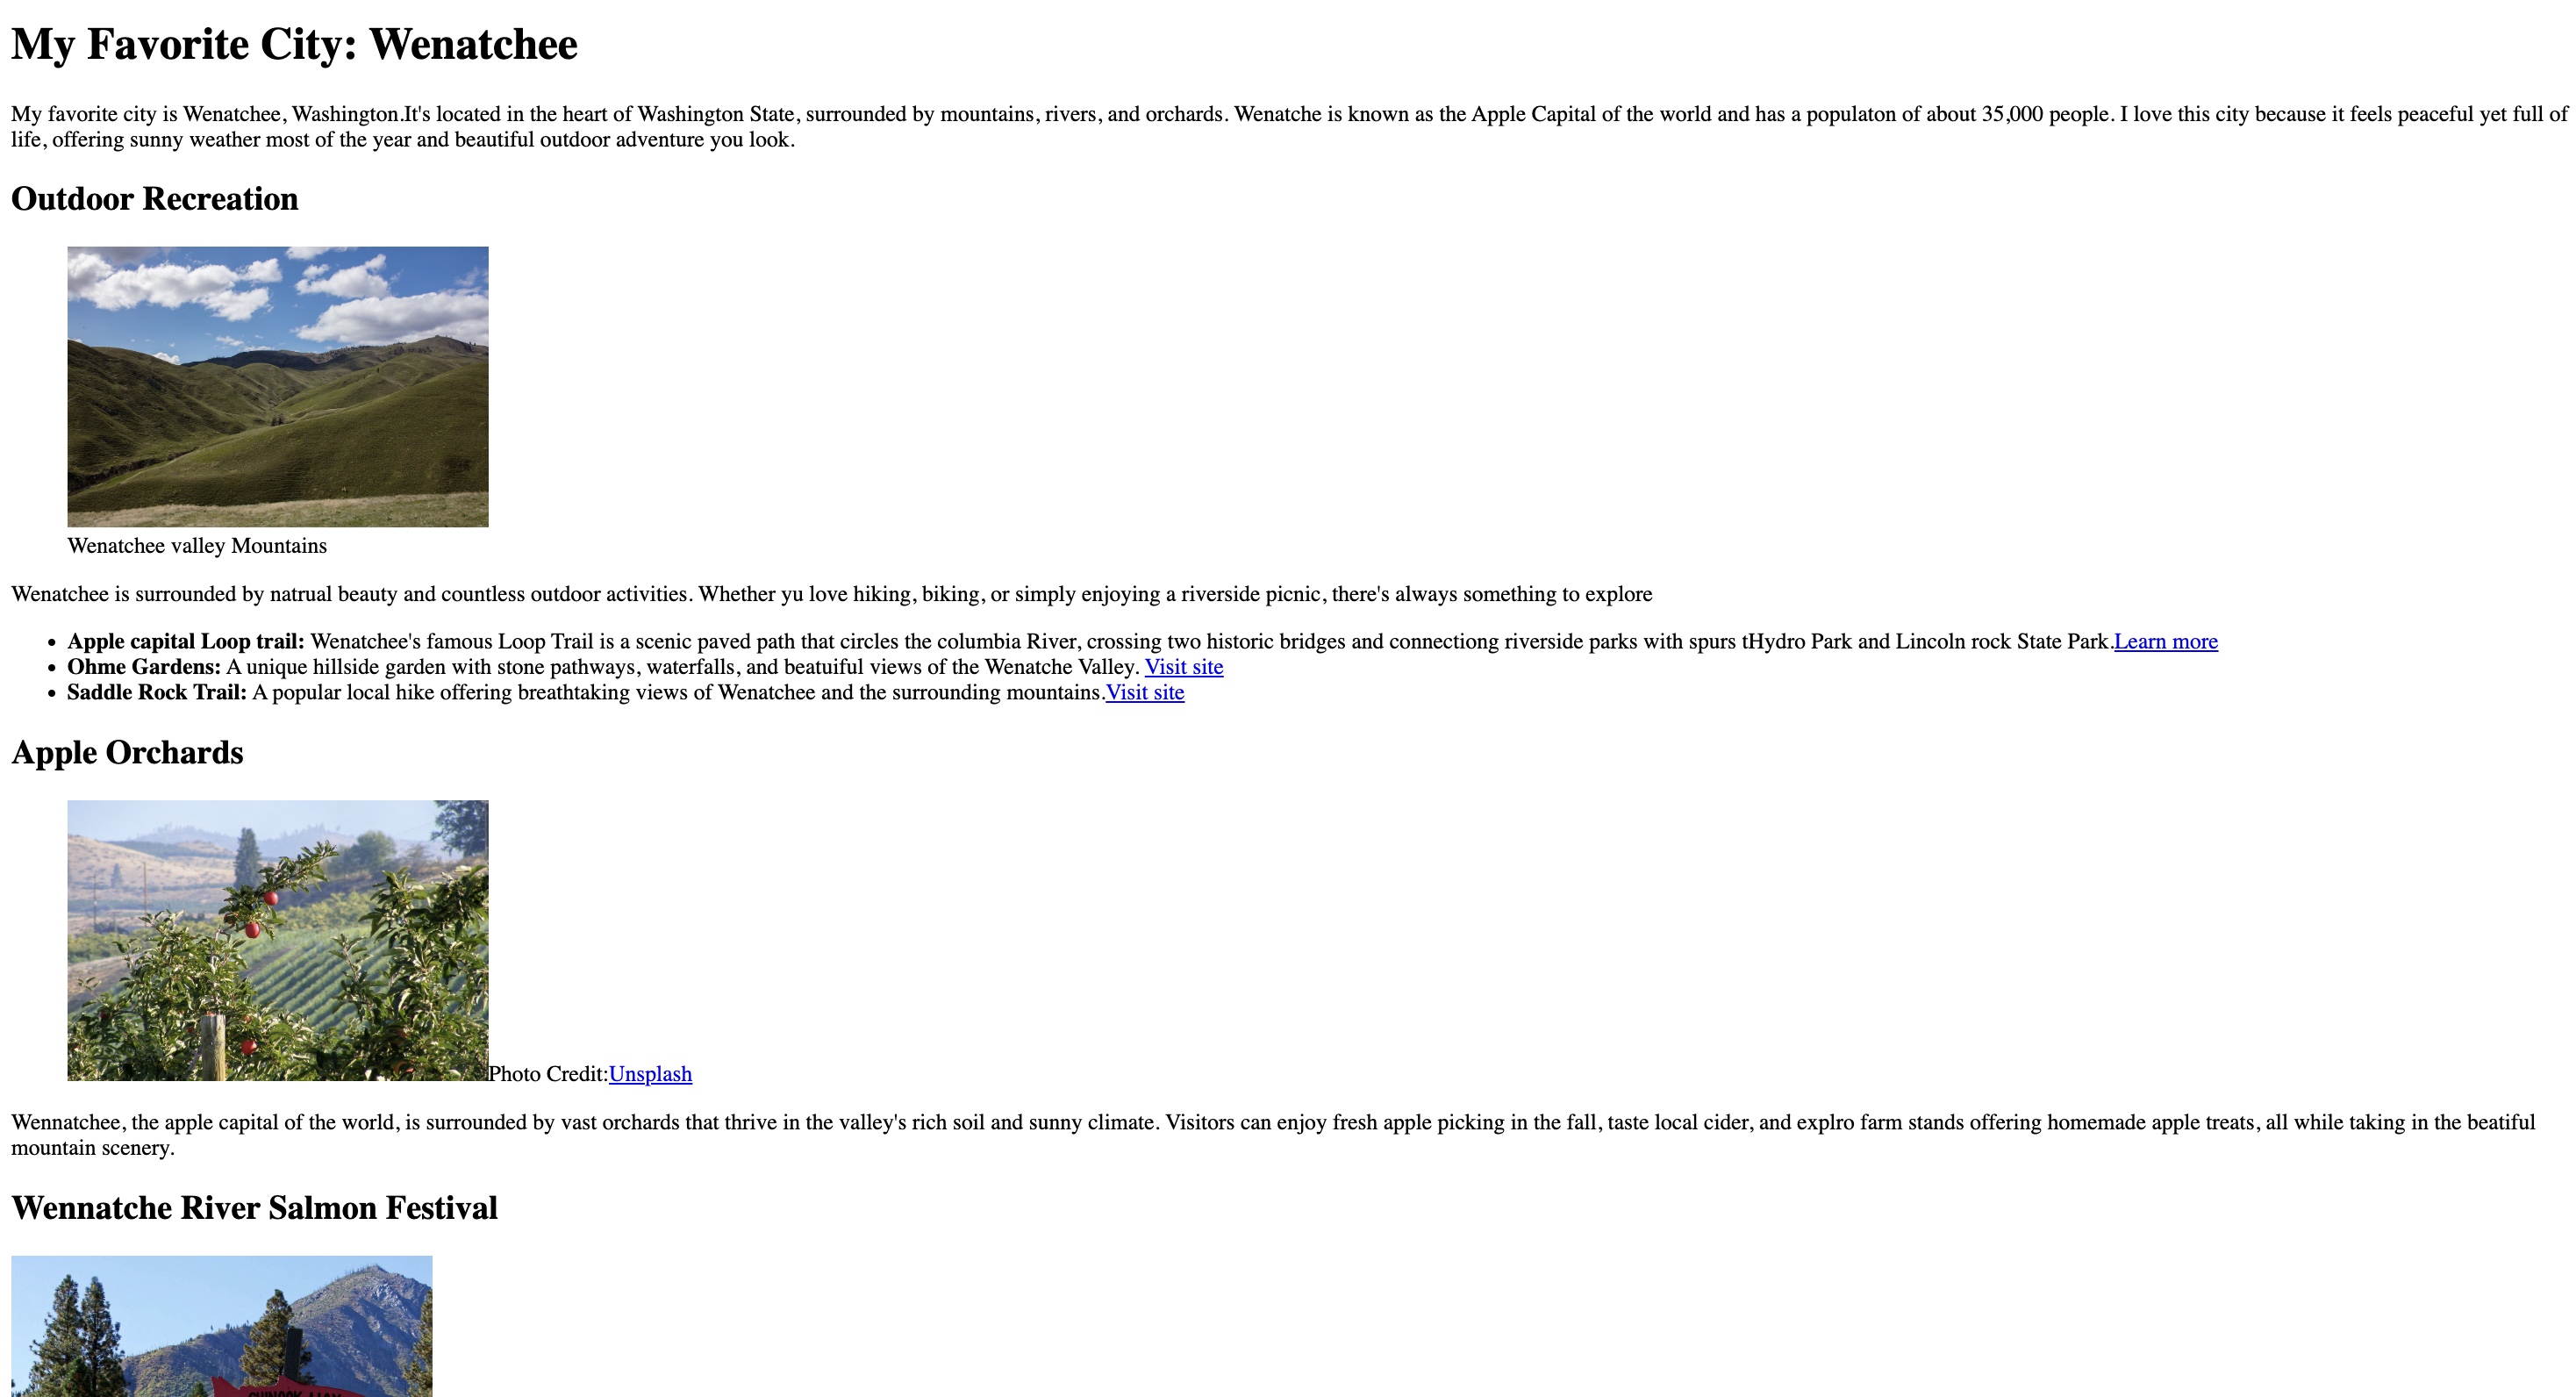 My Favorite City: Wenatchee
My favorite city is Wenatchee, Washington.It's located in the heart of Washington State, surrounded by mountains, rivers, and orchards. Wenatche is known as the Apple Capital of the world and has a populaton of about 35,000 people. I love this city because it feels peaceful yet full of
life, offering sunny weather most of the year and beautiful outdoor adventure you look.
Outdoor Recreation
Wenatchee valley Mountains
Wenatchee is surrounded by natrual beauty and countless outdoor activities. Whether yu love hiking, biking, or simply enjoying a riverside picnic, there's always something to explore
• Apple capital Loop trail: Wenatchee's famous Loop Trail is a scenic paved path that circles the columbia River, crossing two historic bridges and connectiong riverside parks with spurs tHydro Park and Lincoln rock State Park.Learn more
• Ohme Gardens: A unique hillside garden with stone pathways, waterfalls, and beatuiful views of the Wenatche Valley. Visit site
• Saddle Rock Trail: A popular local hike offering breathtaking views of Wenatchee and the surrounding mountains.Visit site
Apple Orchards
Photo Credit:Unsplash
Wennatchee, the apple capital of the world, is surrounded by vast orchards that thrive in the valley's rich soil and sunny climate. Visitors can enjoy fresh apple picking in the fall, taste local cider, and explro farm stands offering homemade apple treats, all while taking in the beatiful
mountain scenery.
Wennatche River Salmon Festival